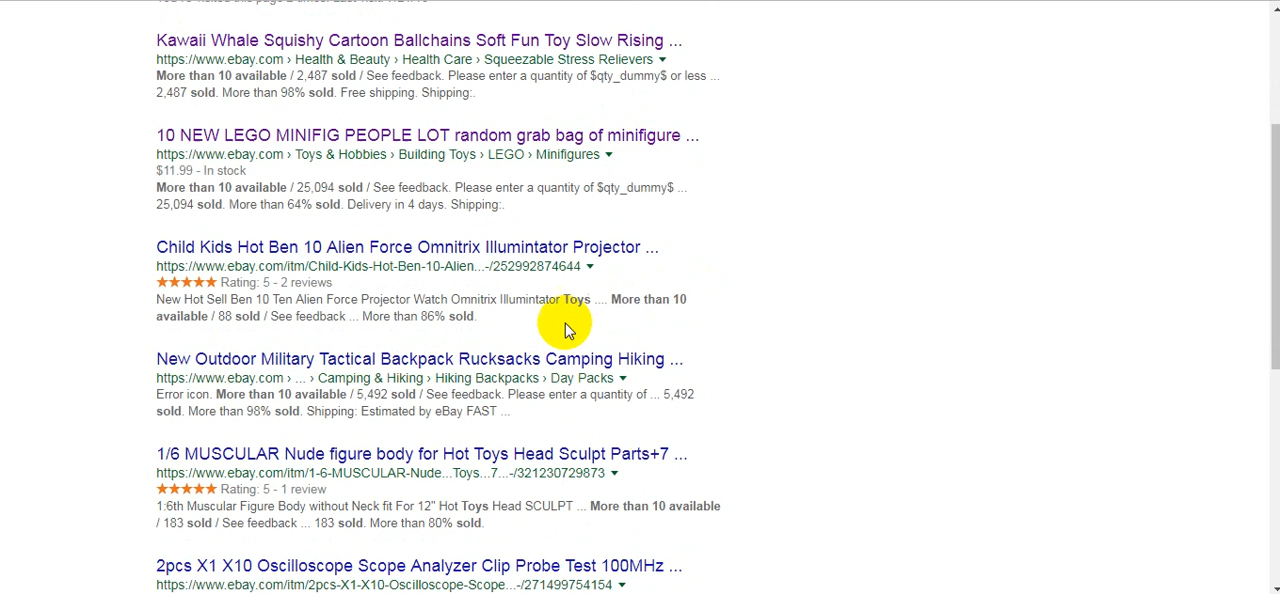 Kawaii Whale Squishy Cartoon Ballchains Soft Fun Toy Slow Rising ...
https://www.ebay.com › Health & Beauty › Health Care › Squeezable Stress Relievers ▼
More than 10 available / 2,487 sold / See feedback. Please enter a quantity of $qty_dummy$ or less ...
2,487 sold. More than 98% sold. Free shipping. Shipping:.
10 NEW LEGO MINIFIG PEOPLE LOT random grab bag of minifigure ...
https://www.ebay.com › Toys & Hobbies › Building Toys › LEGO › Minifigures ▼
$11.99 - In stock
More than 10 available / 25,094 sold / See feedback. Please enter a quantity of $qty_dummy$ ...
25,094 sold. More than 64% sold. Delivery in 4 days. Shipping:.
Child Kids Hot Ben 10 Alien Force Omnitrix Illumintator Projector ...
https://www.ebay.com/itm/Child-Kids-Hot-Ben-10-Alien...-/252992874644 ▼
★★★★★ Rating: 5 - 2 reviews
New Hot Sell Ben 10 Ten Alien Force Projector Watch Omnitrix Illumintator Toys .... More than 10
available / 88 sold / See feedback ... More than 86% sold.
New Outdoor Military Tactical Backpack Rucksacks Camping Hiking ...
https://www.ebay.com › ... › Camping & Hiking › Hiking Backpacks › Day Packs ▼
Error icon. More than 10 available / 5,492 sold / See feedback. Please enter a quantity of ... 5,492
sold. More than 98% sold. Shipping: Estimated by eBay FAST ...
1/6 MUSCULAR Nude figure body for Hot Toys Head Sculpt Parts+7 ...
https://www.ebay.com/itm/1-6-MUSCULAR-Nude...Toys...7...-/321230729873 ▼
★★★★★ Rating: 5 - 1 review
1:6th Muscular Figure Body without Neck fit For 12" Hot Toys Head SCULPT ... More than 10 available
/ 183 sold / See feedback ... 183 sold. More than 80% sold.
2pcs X1 X10 Oscilloscope Scope Analyzer Clip Probe Test 100MHz ...
https://www.ebay.com/itm/2pcs-X1-X10-Oscilloscope-Scope...-/271499754154 ▼